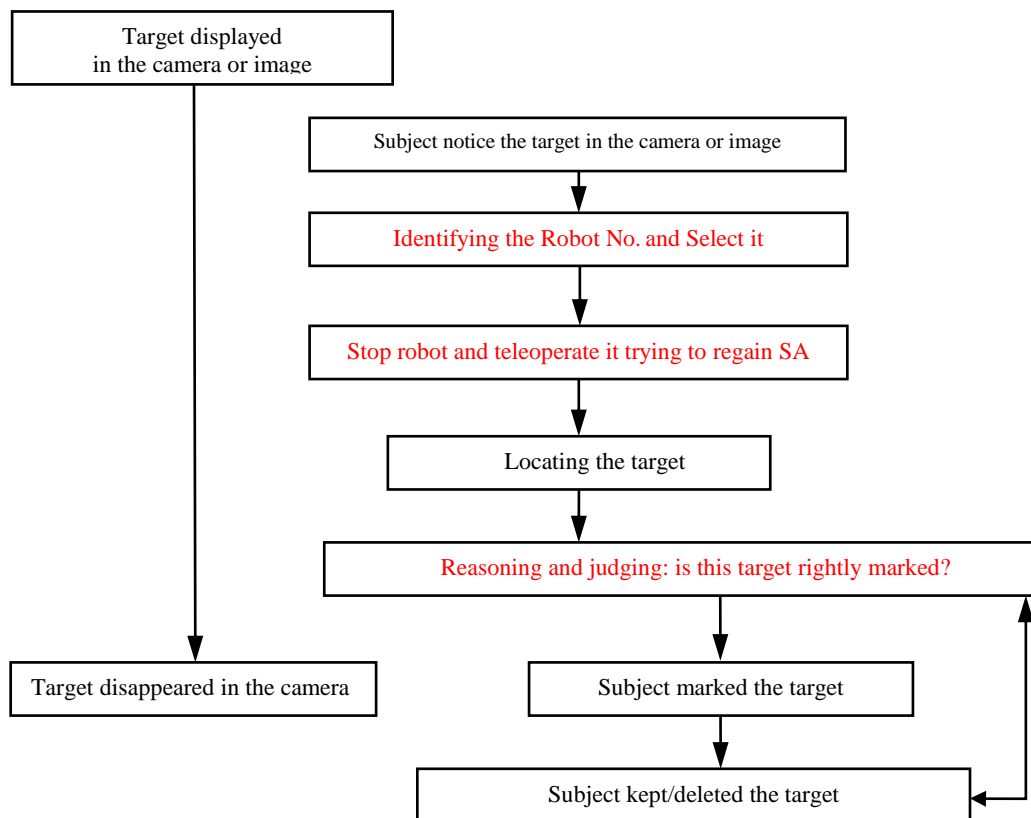 Target displayed
in the camera or image
Subject notice the target in the camera or image
Identifying the Robot No. and Select it
Stop robot and teleoperate it trying to regain SA
Locating the target
Reasoning and judging: is this target rightly marked?
Target disappeared in the camera
Subject marked the target
Subject kept/deleted the target